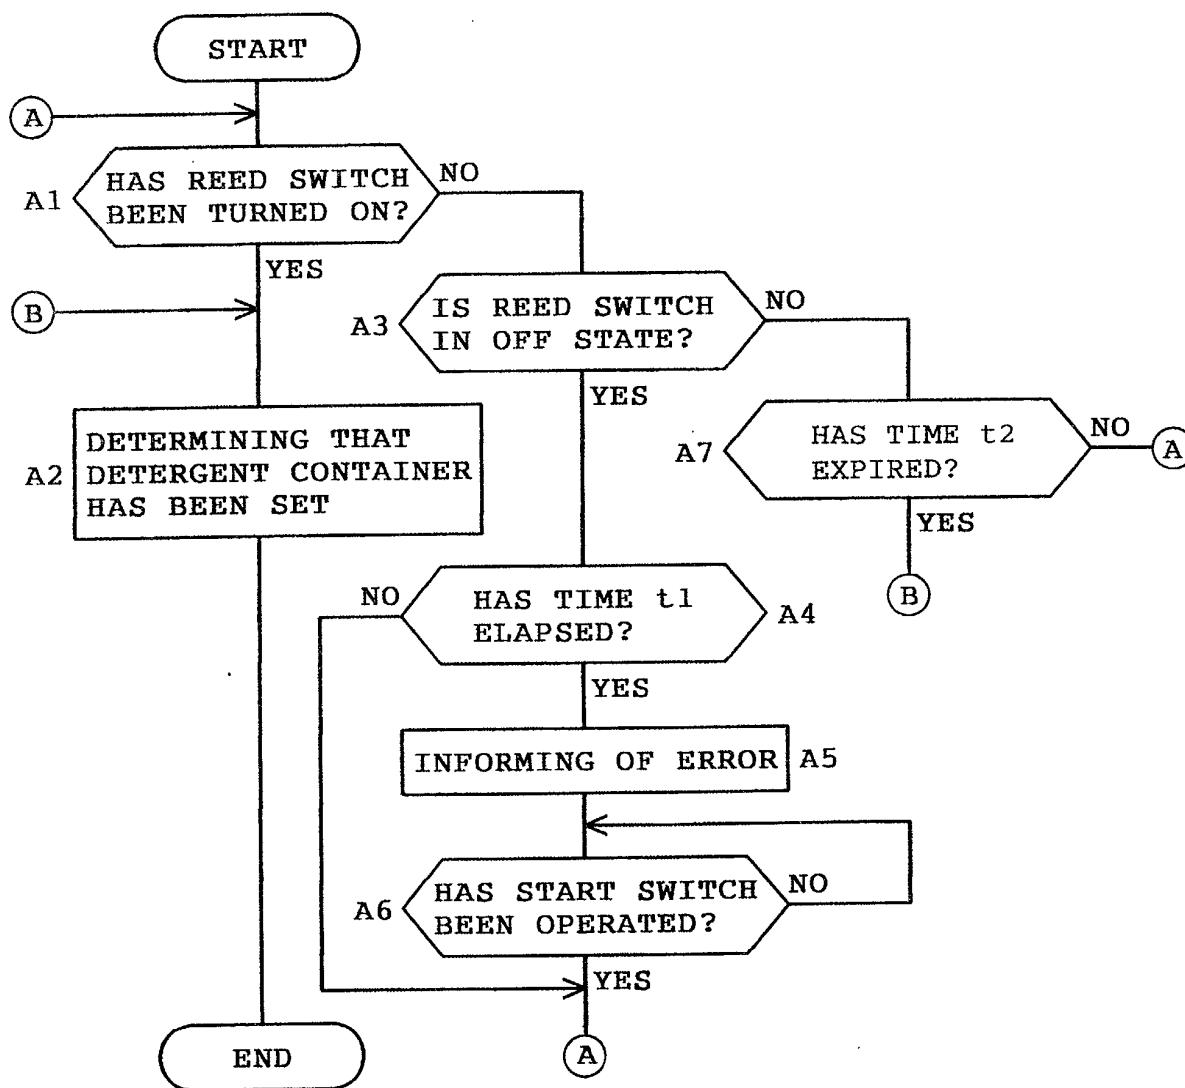 START
A
A1
HAS REED SWITCH
BEEN TURNED ON?
NO
YES
B
A3
IS REED SWITCH
IN OFF STATE?
NO
YES
A2
DETERMINING THAT
DETERGENT CONTAINER
HAS BEEN SET
A7
HAS TIME t2
EXPIRED?
NO
A
YES
B
NO
HAS TIME t1
ELAPSED?
A4
YES
INFORMING OF ERROR
A5
A6
HAS START SWITCH
BEEN OPERATED?
NO
YES
A
END